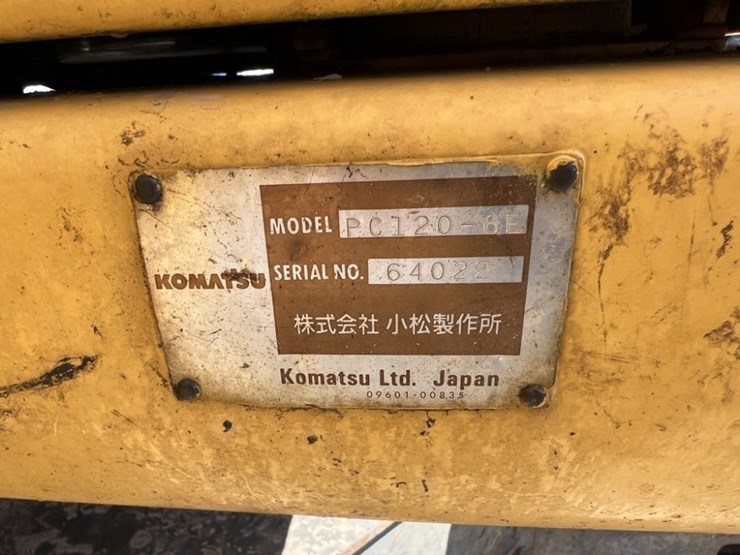 MODEL PC120-6E
KOMATSU
SERIAL NO. 64022
株式会社 小松製作所
Komatsu Ltd. Japan
09601-00835